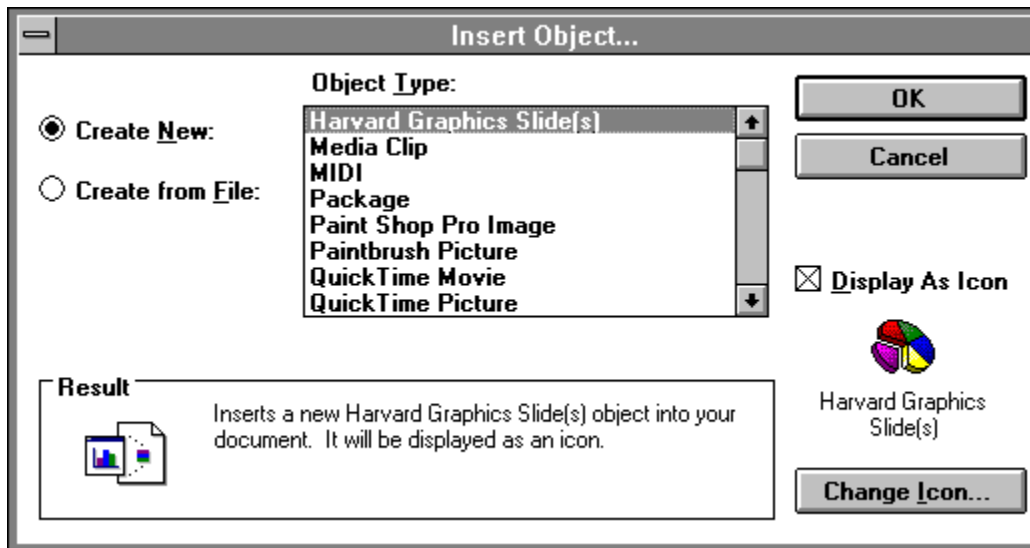 Insert Object...
Object Type:
Create New:
Create from File:
Harvard Graphics Slide(s)
Media Clip
MIDI
Package
Paint Shop Pro Image
Paintbrush Picture
QuickTime Movie
QuickTime Picture
OK
Cancel
Display As Icon
Harvard Graphics
Slide(s)
Change Icon...
Result
Inserts a new Harvard Graphics Slide(s) object into your
document.  It will be displayed as an icon.